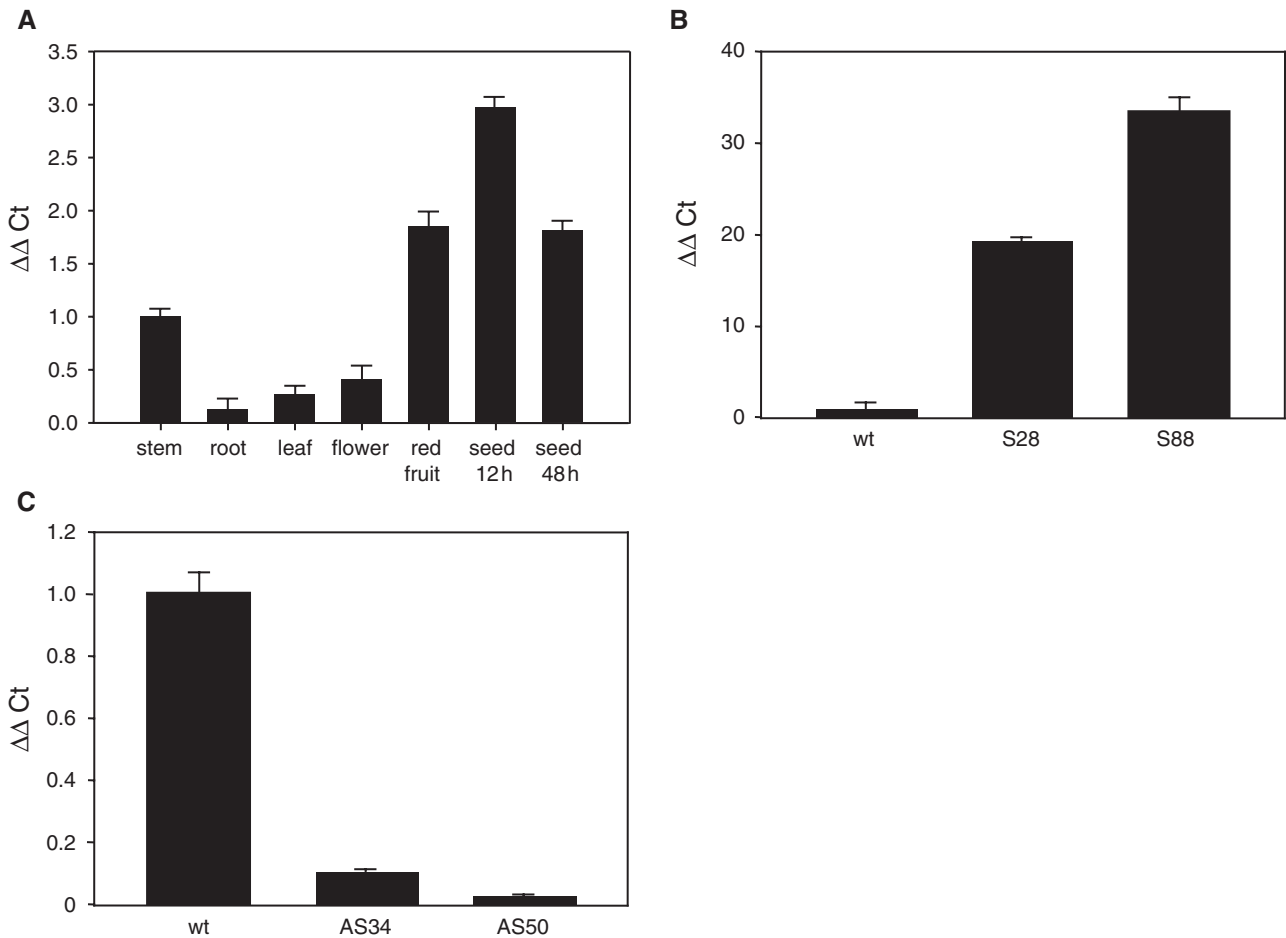 A
ΔΔ Ct
3.5
3.0
2.5
2.0
1.5
1.0
0.5
0.0
stem root leaf flower red seed seed
fruit 12h 48h
B
ΔΔ Ct
40
30
20
10
0
wt S28 S88
C
ΔΔ Ct
1.2
1.0
0.8
0.6
0.4
0.2
0
wt AS34 AS50